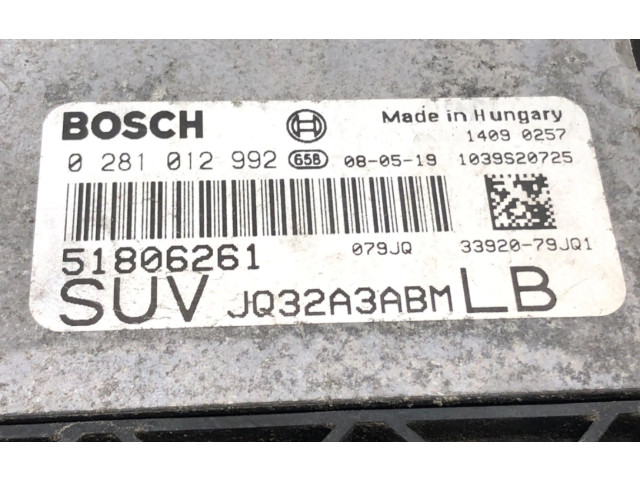 BOSCH Made in Hungary
1409 0257
0 281 012 992 65B 08-05-19 1039S20725
51806261 079JQ 33920-79JQ1
SUV JQ32A3ABM LB